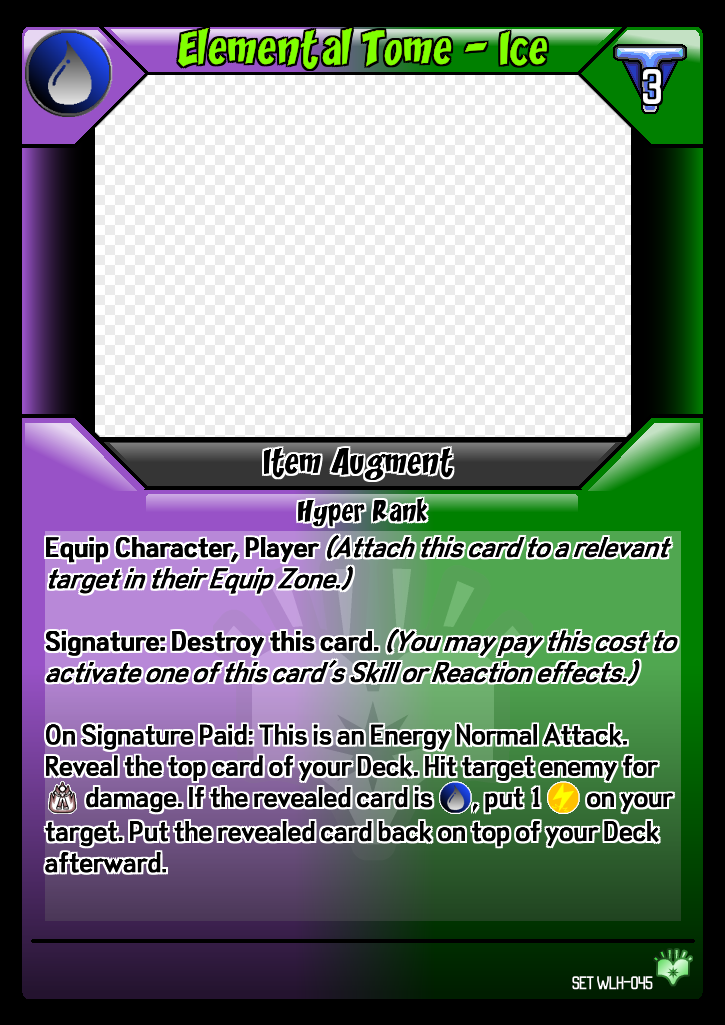 Elemental Tome - Ice
3
Item Augment
Hyper Rank
Equip Character, Player (Attach this card to a relevant
target in their Equip Zone.)
Signature: Destroy this card. (You may pay this cost to
activate one of this card's Skill or Reaction effects.)
On Signature Paid: This is an Energy Normal Attack.
Reveal the top card of your Deck. Hit target enemy for
damage. If the revealed card is , put 1 on your
target. Put the revealed card back on top of your Deck
afterward.
SET WLH-045